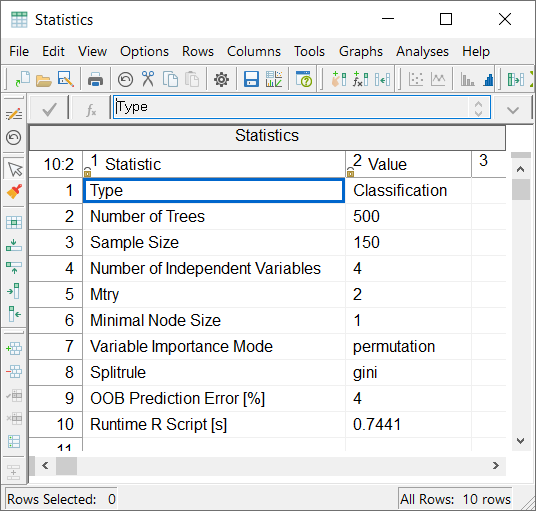 Statistics
File Edit View Options Rows Columns Tools Graphs Analyses Help
Type
Statistics
10:2 1 Statistic 2 Value 3
1 Type Classification
2 Number of Trees 500
3 Sample Size 150
4 Number of Independent Variables 4
5 Mtry 2
6 Minimal Node Size 1
7 Variable Importance Mode permutation
8 Splitrule gini
9 OOB Prediction Error [%] 4
10 Runtime R Script [s] 0.7441
11
Rows Selected: 0 All Rows: 10 rows